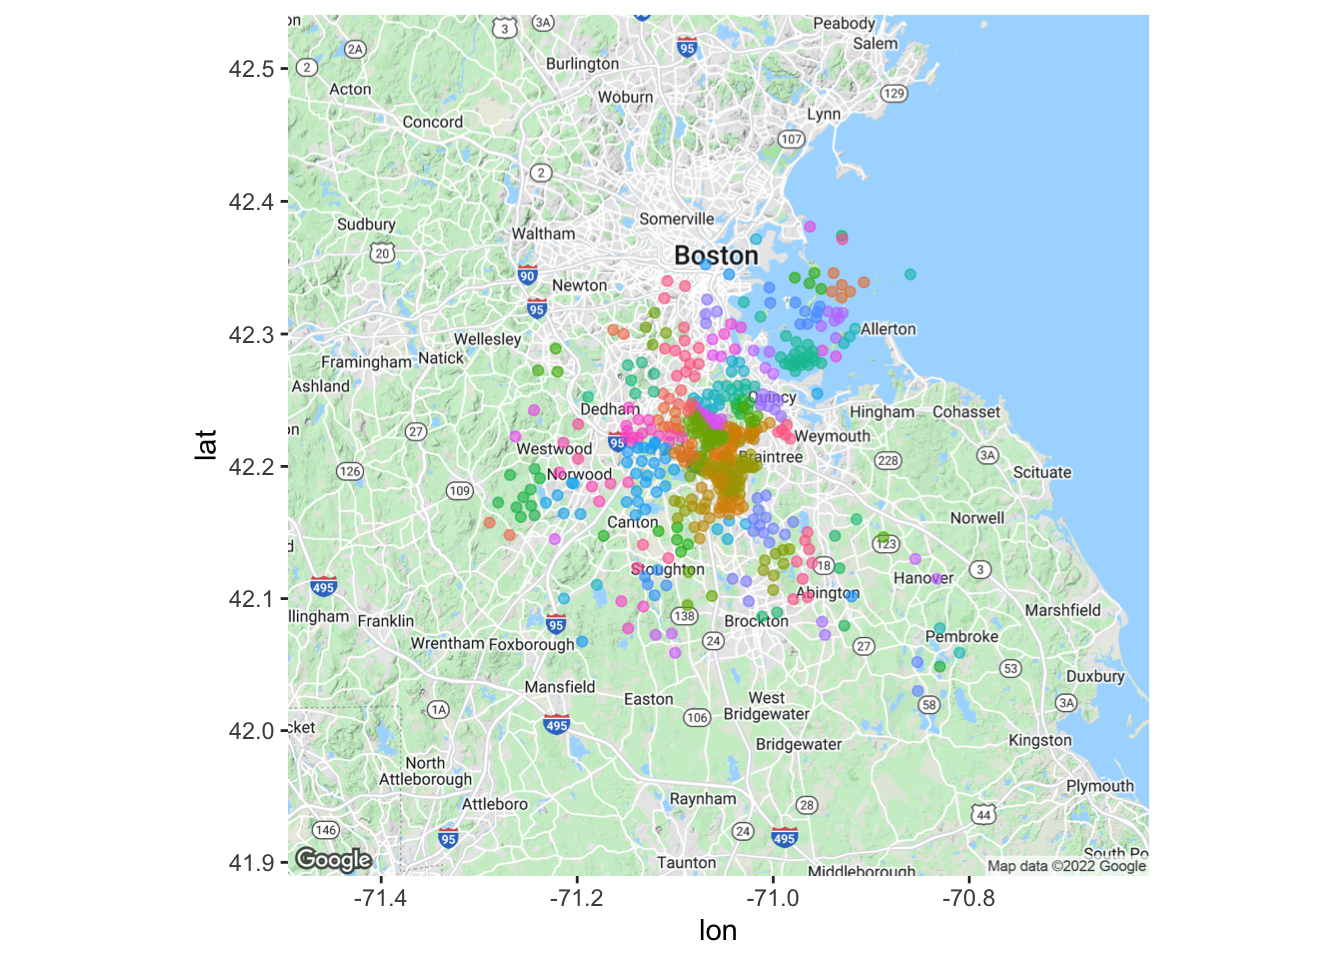 on
3
3A
Peabody
95
Salem
42.5
2
2A
Burlington
Acton
Woburn
129
Concord
Lynn
107
2
42.4
Sudbury
Somerville
Waltham
20
Boston
90
Newton
95
42.3
Allerton
Wellesley
Framingham
Natick
Ashland
Quincy
Dedham
Hingham
Cohasset
on
27
95
Weymouth
Westwood
Braintree
3A
42.2
126
Norwood
228
Scituate
109
Canton
Norwell
d
123
Stoughton
18
3
495
Hanover
42.1
Abington
Marshfield
llingham
Franklin
138
Brockton
95
Wrentham
Foxborough
24
27
Pembroke
53
Duxbury
Mansfield
Easton
West
Bridgewater
58
3A
1A
106
42.0
cket
495
Bridgewater
Kingston
North
Attleborough
Plymouth
Attleboro
Raynham
28
44
146
95
24
495
South Po
41.9
Google
Taunton
Middleborough
Map data ©2022 Google
-71.4
-71.2
-71.0
-70.8
lon
lat